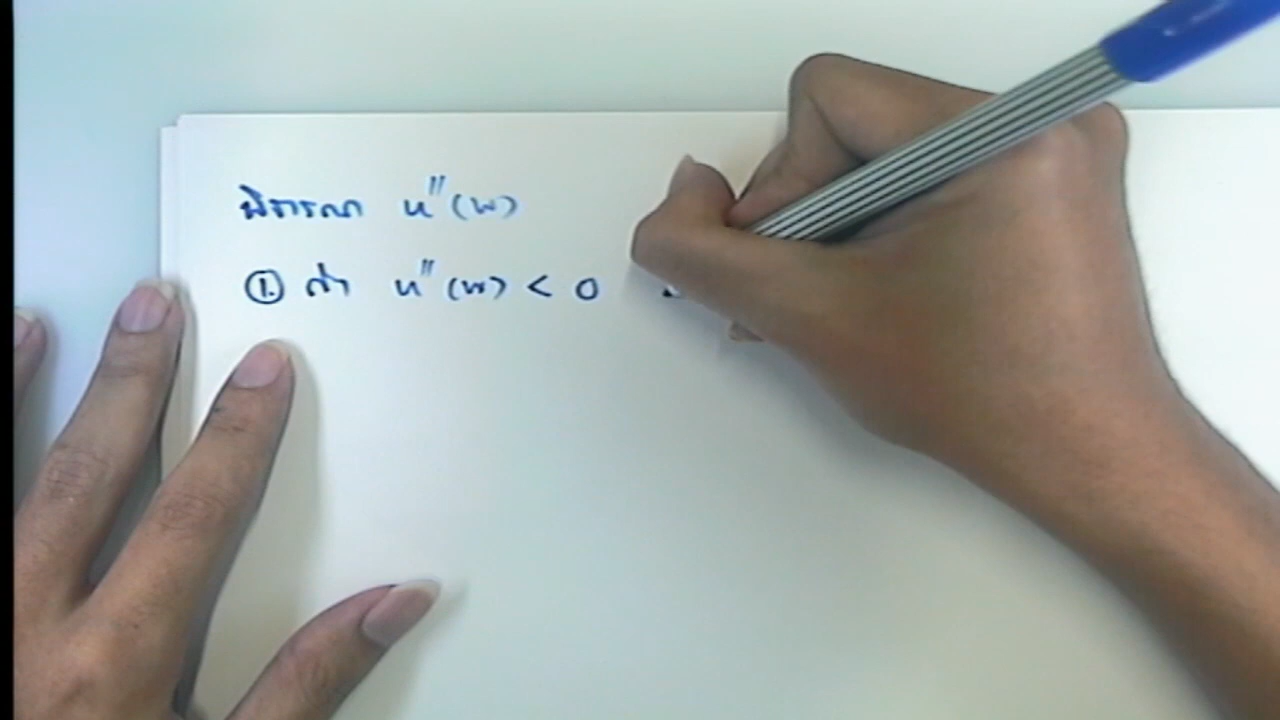 พิจารณา u''(w)
① ถ้า u''(w) < 0